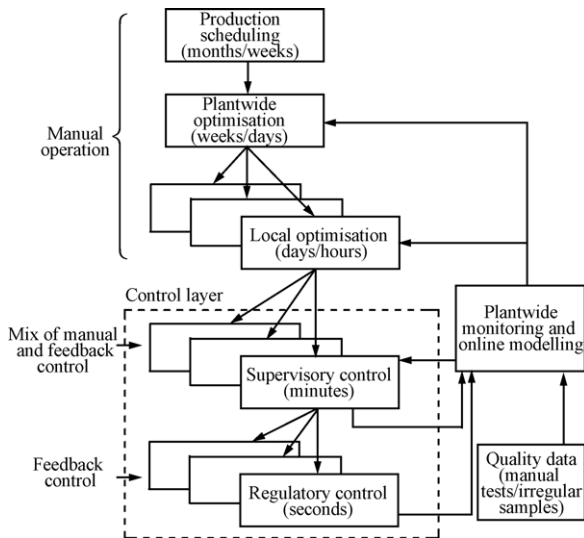 Production
scheduling
(months/weeks)
Plantwide
optimisation
(weeks/days)
Manual
operation
Local optimisation
(days/hours)
Control layer
Plantwide
monitoring and
online modelling
Mix of manual
and feedback
control
Supervisory control
(minutes)
Feedback
control
Regulatory control
(seconds)
Quality data
(manual
tests/irregular
samples)